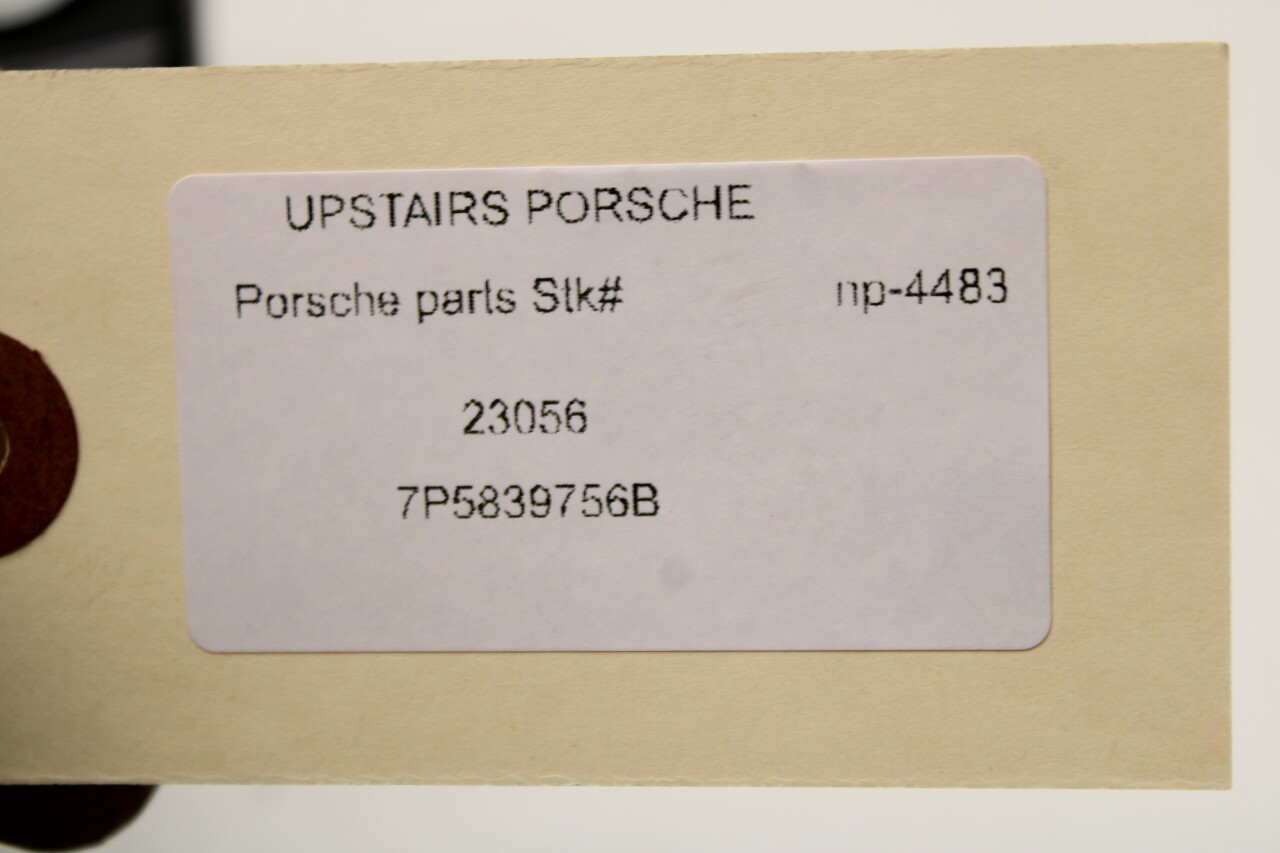 UPSTAIRS PORSCHE
Porsche parts Stk# np-4483
23056
7P5839756B